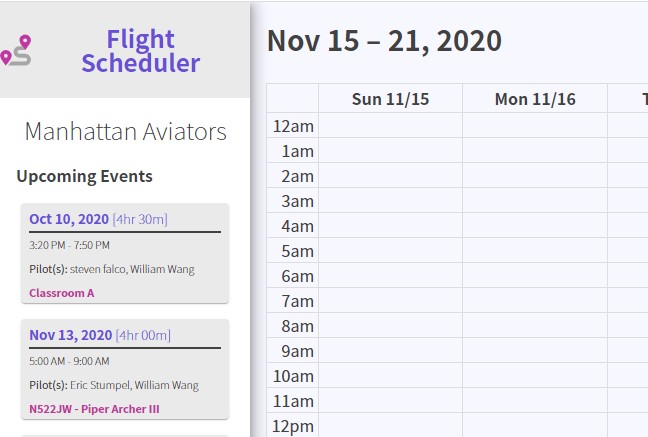 Flight
Scheduler
Manhattan Aviators
Upcoming Events
Oct 10, 2020 [4hr 30m]
3:20 PM - 7:50 PM
Pilot(s): steven falco, William Wang
Classroom A
Nov 13, 2020 [4hr 00m]
5:00 AM - 9:00 AM
Pilot(s): Eric Stumpel, William Wang
N522JW - Piper Archer III
Nov 15 – 21, 2020
Sun 11/15 Mon 11/16 T
12am
1am
2am
3am
4am
5am
6am
7am
8am
9am
10am
11am
12pm